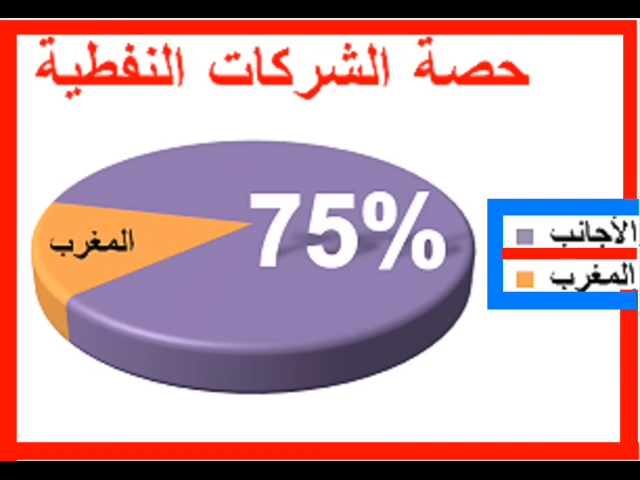 حصة الشركات النفطية
75%
المغرب
الأجانب
المغرب